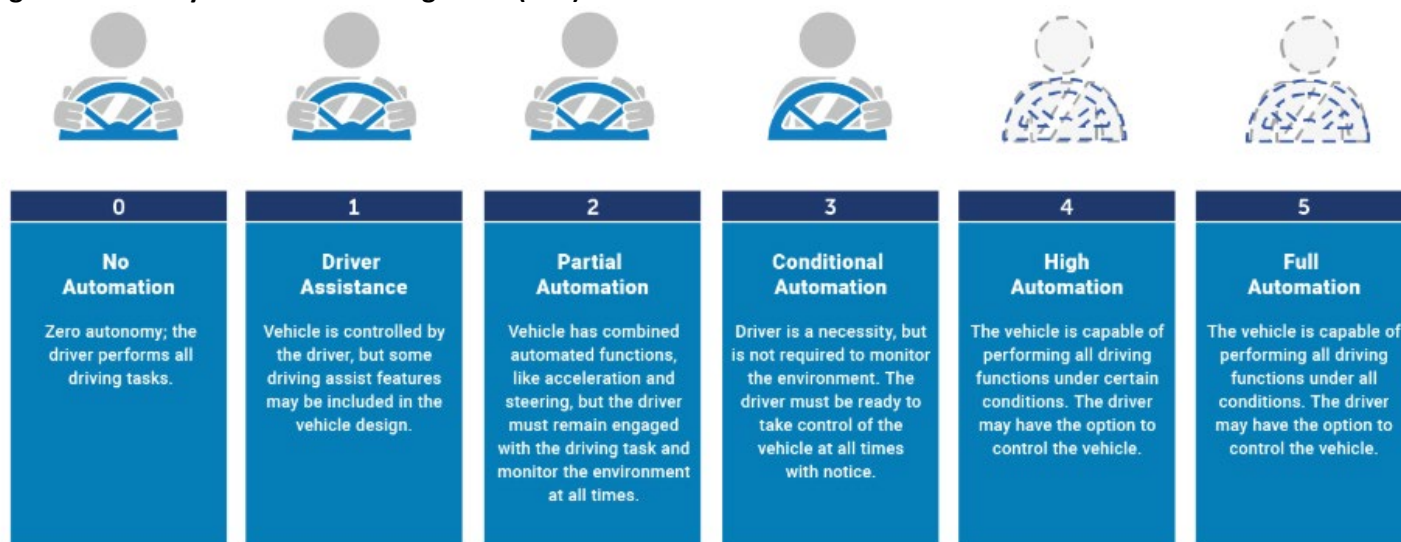 0
No
Automation
Zero autonomy; the
driver performs all
driving tasks.
1
Driver
Assistance
Vehicle is controlled by
the driver, but some
driving assist features
may be included in the
vehicle design.
2
Partial
Automation
Vehicle has combined
automated functions,
like acceleration and
steering, but the driver
must remain engaged
with the driving task and
monitor the environment
at all times.
3
Conditional
Automation
Driver is a necessity, but
is not required to monitor
the environment. The
driver must be ready to
take control of the
vehicle at all times
with notice.
4
High
Automation
The vehicle is capable of
performing all driving
functions under certain
conditions. The driver
may have the option to
control the vehicle.
5
Full
Automation
The vehicle is capable of
performing all driving
functions under all
conditions. The driver
may have the option to
control the vehicle.